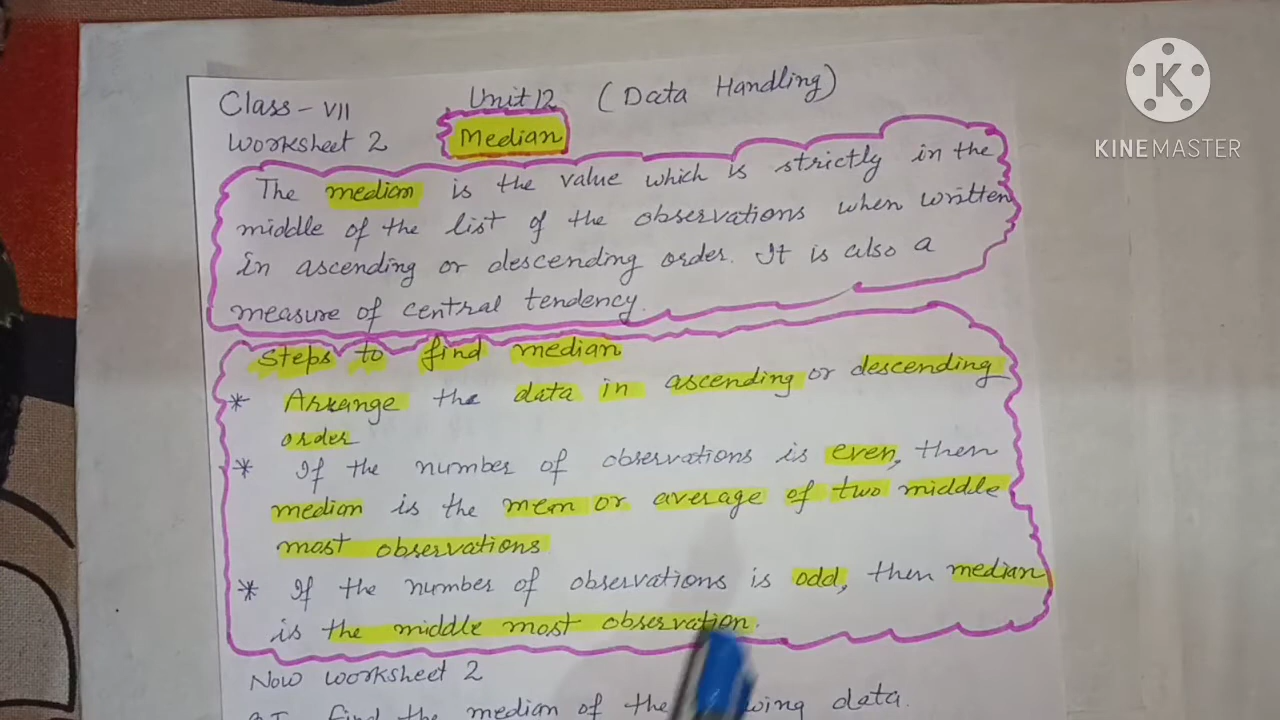 Class - VII Unit 12 (Data Handling)
Worksheet 2 Median
The median is the value which is strictly in the
middle of the list of the observations when written
in ascending or descending order. It is also a
measure of central tendency.
Steps to find median
* Arrange the data in ascending or descending
order
* If the number of observations is even, then
median is the mean or average of two middle
most observations
* If the number of observations is odd, then median
is the middle most observation.
Now worksheet 2
find the median of the data.
K
KINEMASTER